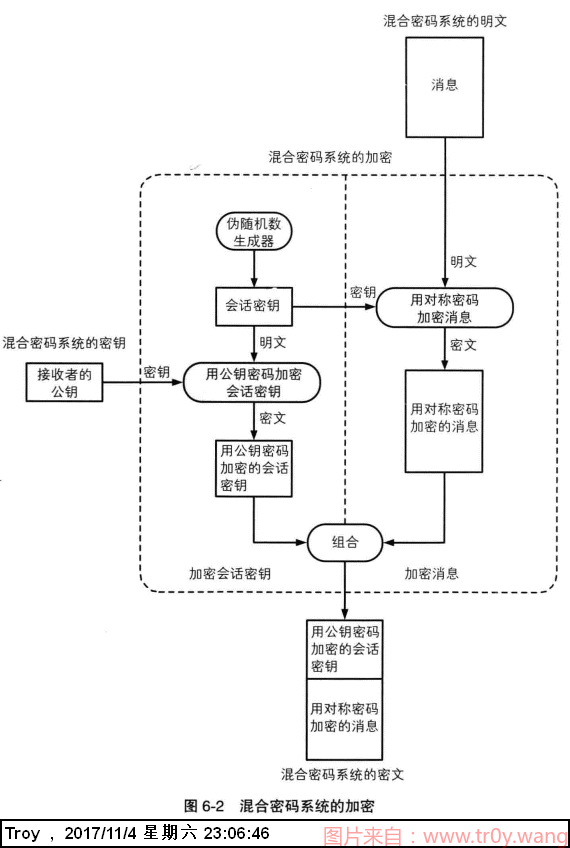 混合密码系统的明文
消息
混合密码系统的加密
伪随机数
生成器
明文
会话密钥
密钥
用对称密码
加密消息
混合密码系统的密钥
明文
密文
接收者的
公钥
密钥
用公钥密码加密
会话密钥
用对称密码
加密的消息
密文
用公钥密码
加密的会话
密钥
组合
加密会话密钥
加密消息
用公钥密码
加密的会话
密钥
用对称密码
加密的消息
混合密码系统的密文
图 6-2 混合密码系统的加密
Troy , 2017/11/4 星期六 23:06:46
图片来自：www.tr0y.wang